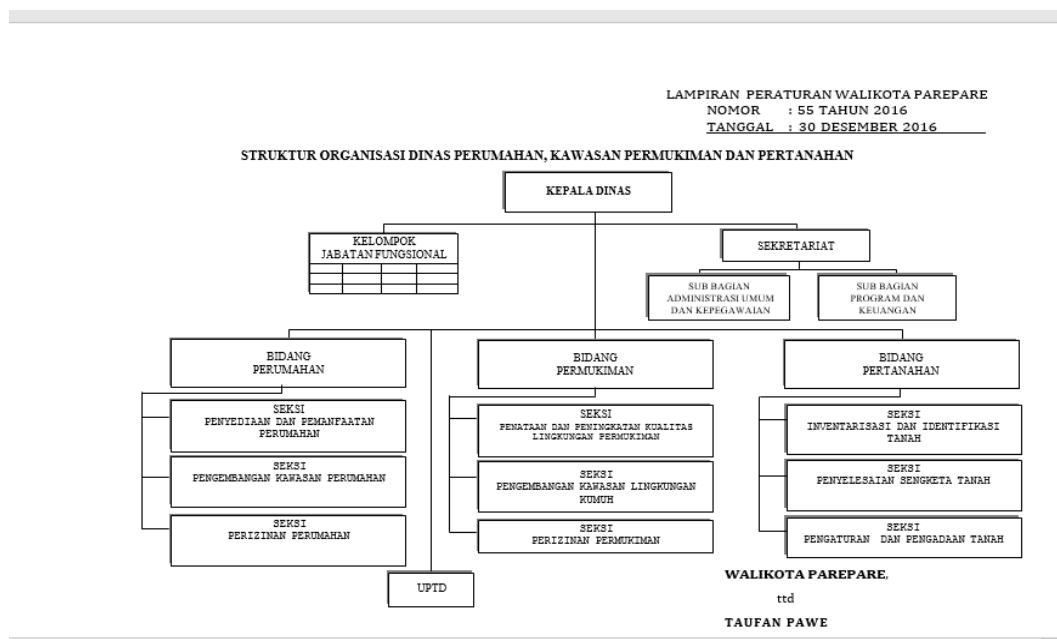 LAMPIRAN PERATURAN WALIKOTA PAREPARE
NOMOR : 55 TAHUN 2016
TANGGAL : 30 DESEMBER 2016
STRUKTUR ORGANISASI DINAS PERUMAHAN, KAWASAN PERMUKIMAN DAN PERTANAHAN
KEPALA DINAS
KELOMPOK
JABATAN FUNGSIONAL
SEKRETARIAT
SUB BAGIAN
ADMINISTRASI UMUM
DAN KEPEGAWAIAN
SUB BAGIAN
PROGRAM DAN
KEUANGAN
BIDANG
PERUMAHAN
SEKSI
PENYEDIAAN DAN PEMANFAATAN
PERUMAHAN
SEKSI
PENGEMBANGAN KAWASAN PERUMAHAN
SEKSI
PERIZINAN PERUMAHAN
BIDANG
PERMUKIMAN
SEKSI
PENATAAN DAN PENINGKATAN KUALITAS
LINGKUNGAN PERMUKIMAN
SEKSI
PENGEMBANGAN KAWASAN LINGKUNGAN
KUMUH
SEKSI
PERIZINAN PERMUKIMAN
BIDANG
PERTANAHAN
SEKSI
INVENTARISASI DAN IDENTIFIKASI
TANAH
SEKSI
PENYELESAIAN SENGKETA TANAH
SEKSI
PENGATURAN DAN PENGADAAN TANAH
UPTD
WALIKOTA PAREPARE,
ttd
TAUFAN PAWE